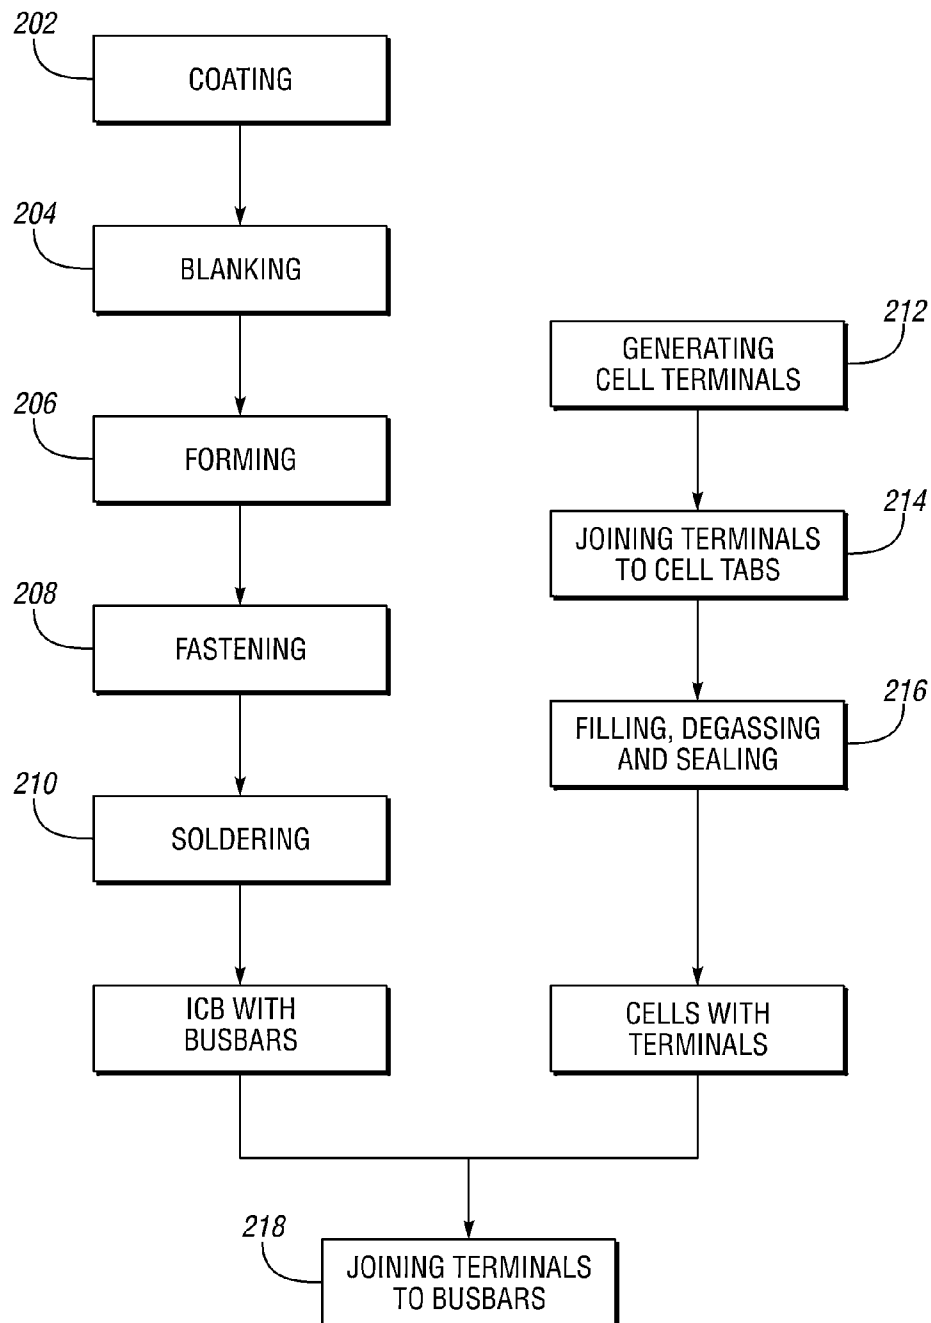 202
COATING
204
BLANKING
206
FORMING
208
FASTENING
210
SOLDERING
ICB WITH
BUSBARS
212
GENERATING
CELL TERMINALS
214
JOINING TERMINALS
TO CELL TABS
216
FILLING, DEGASSING
AND SEALING
CELLS WITH
TERMINALS
218
JOINING TERMINALS
TO BUSBARS